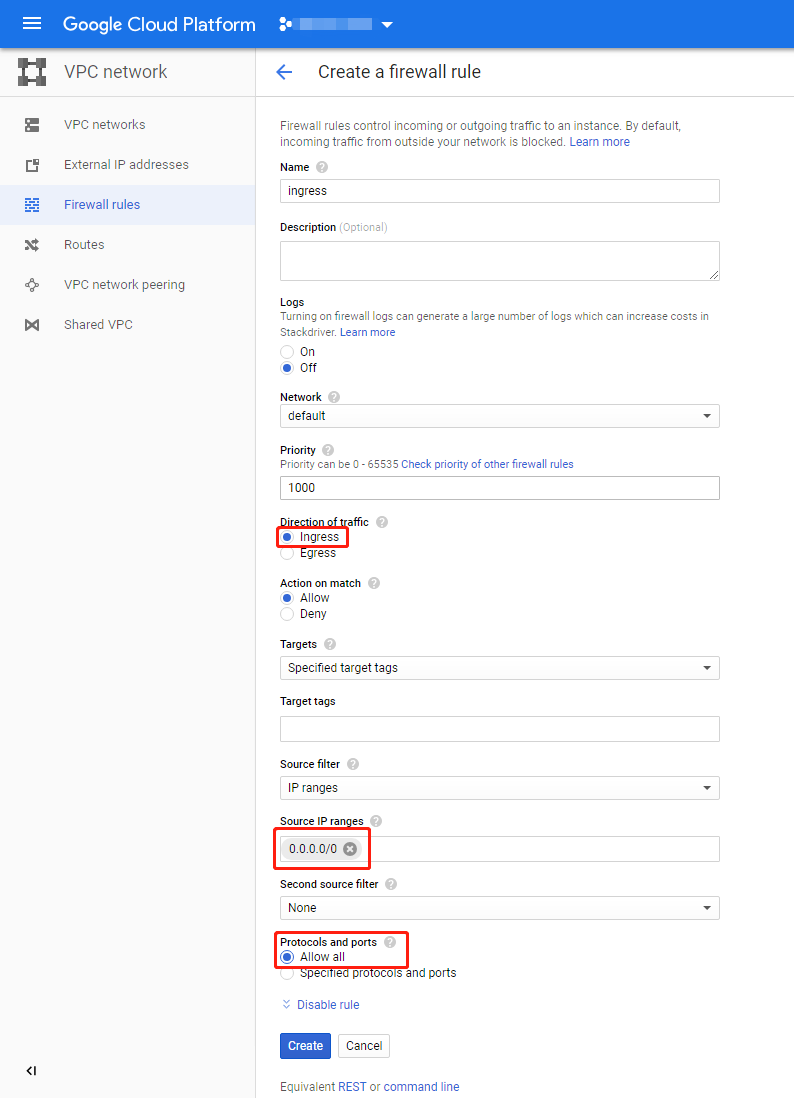 Google Cloud Platform
VPC network
Create a firewall rule
VPC networks
External IP addresses
Firewall rules
Routes
VPC network peering
Shared VPC
Firewall rules control incoming or outgoing traffic to an instance. By default,
incoming traffic from outside your network is blocked. Learn more
Name
ingress
Description (Optional)
Logs
Turning on firewall logs can generate a large number of logs which can increase costs in
Stackdriver. Learn more
On
Off
Network
default
Priority
Priority can be 0 - 65535 Check priority of other firewall rules
1000
Direction of traffic
Ingress
Egress
Action on match
Allow
Deny
Targets
Specified target tags
Target tags
Source filter
IP ranges
Source IP ranges
0.0.0.0/0
Second source filter
None
Protocols and ports
Allow all
Specified protocols and ports
Disable rule
Create Cancel
Equivalent REST or command line